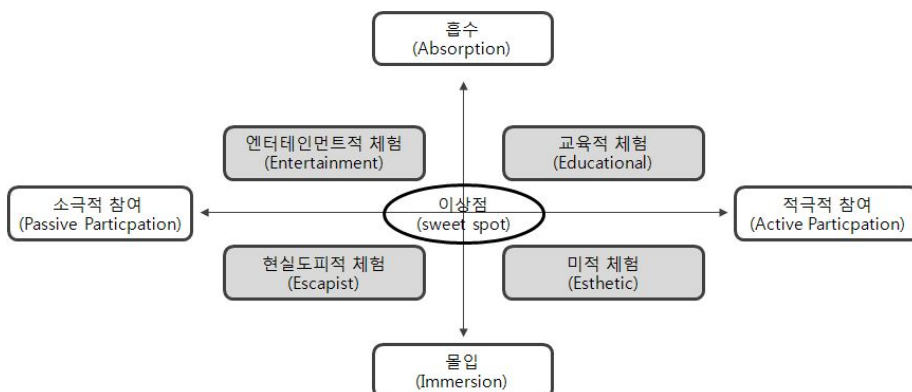 흡수
(Absorption)
엔터테인먼트적 체험
(Entertainment)
교육적 체험
(Educational)
소극적 참여
(Passive Particpation)
이상점
(sweet spot)
적극적 참여
(Active Particpation)
현실도피적 체험
(Escapist)
미적 체험
(Esthetic)
몰입
(Immersion)